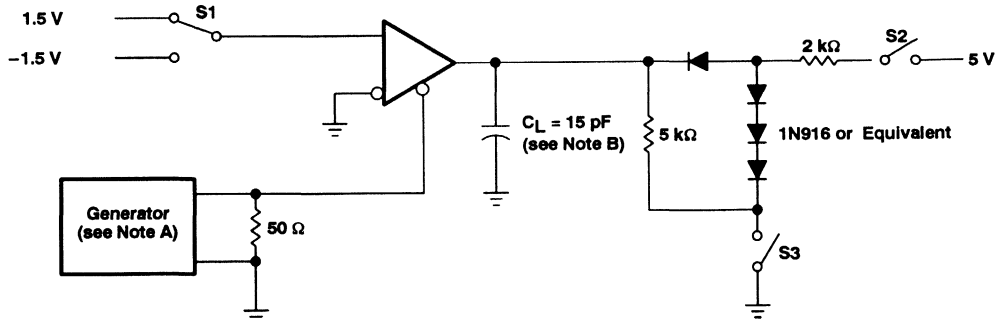 1.5 V
S1
−1.5 V
2 kΩ
S2
5 V
CL = 15 pF
(see Note B)
5 kΩ
1N916 or Equivalent
Generator
(see Note A)
50 Ω
S3